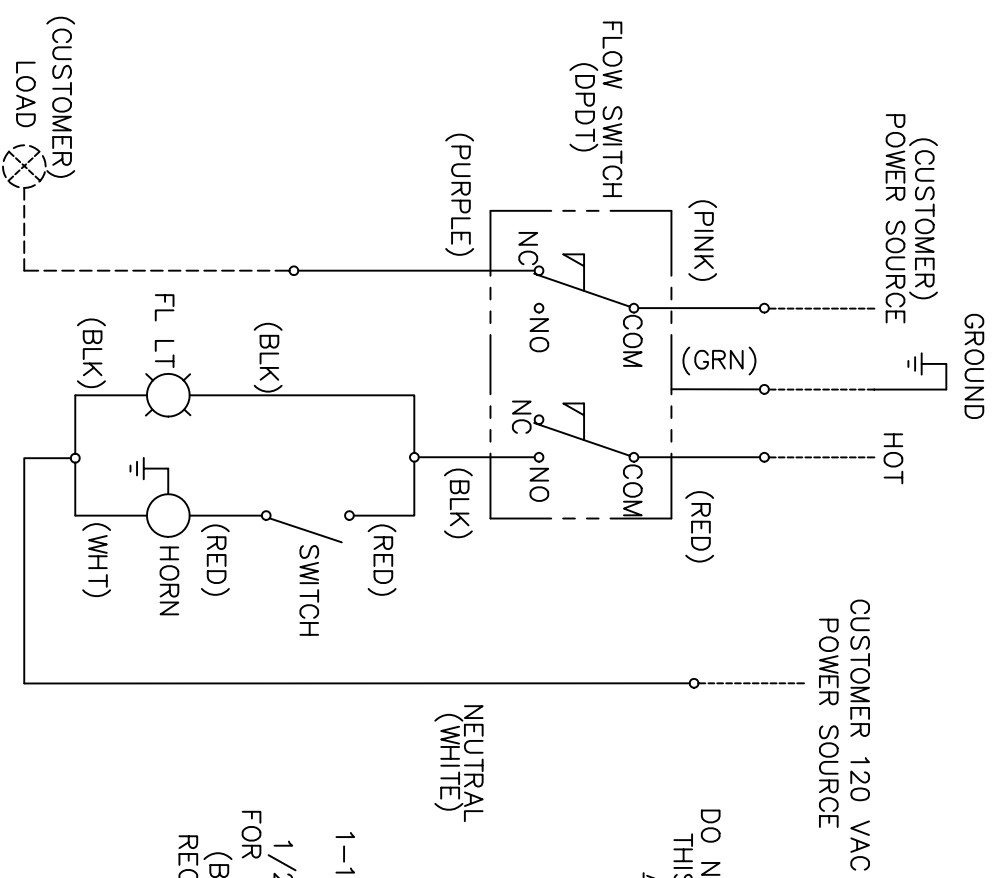 GROUND
(CUSTOMER)
POWER SOURCE
HOT
CUSTOMER 120 VAC
POWER SOURCE
(PINK)
(GRN)
(RED)
DO N
THIS
FLOW SWITCH
(DPDT)
COM
COM
NC
NO
NC
NO
(PURPLE)
(BLK)
NEUTRAL
(WHITE)
(BLK)
SWITCH
(RED)
1-1
1/2
FOR
(B
REC
FL LT
HORN
(RED)
(BLK)
(WHT)
(CUSTOMER)
LOAD